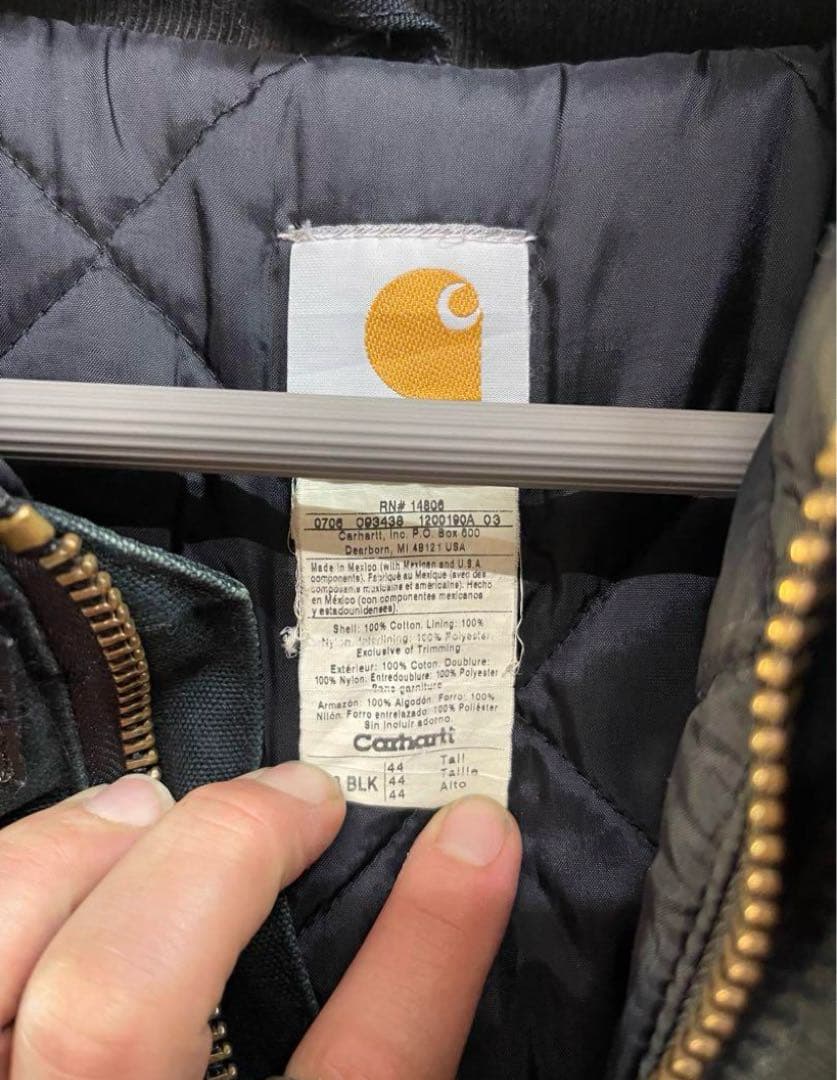 RN# 14806
0706 093438 1200190A 03
Carhartt, Inc. P.O. Box 600
Dearborn, MI 48121 USA
Made in Mexico (with Mexican and U.S.A
components). Fabriqué au Mexique (avec des
composants mexicains et américains). Hecho
en México (con componentes mexicanos
y estadounidenses).
Shell: 100% Cotton. Lining: 100%
Nylon. Interlining: 100% Polyester.
Exclusive of Trimming.
Extérieur: 100% Coton. Doublure:
100% Nylon. Entredoublure: 100% Polyester
Sans garniture
Armazón: 100% Algodón. Forro: 100%
Nilón. Forro entrelazado: 100% Poliéster
Sin incluir adorno.
Carhartt
44 Tall
BLK 44 Taille
44 Alto